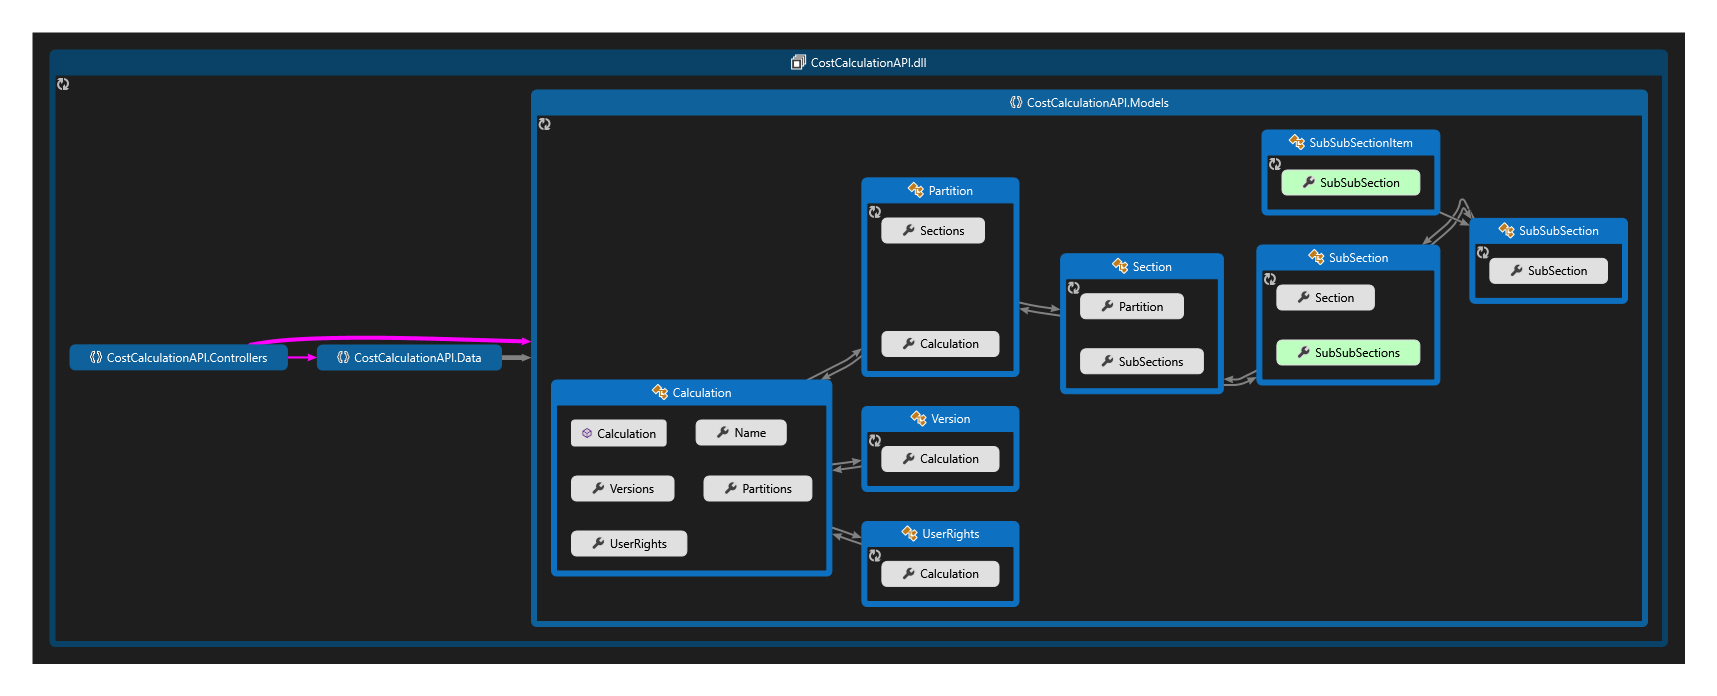 CostCalculationAPI.dll
CostCalculationAPI.Models
CostCalculationAPI.Controllers
CostCalculationAPI.Data
Calculation
Calculation
Name
Versions
Partitions
UserRights
Partition
Sections
Calculation
Version
Calculation
UserRights
Calculation
Section
Partition
SubSections
SubSubSectionItem
SubSubSection
SubSection
Section
SubSubSections
SubSubSection
SubSection